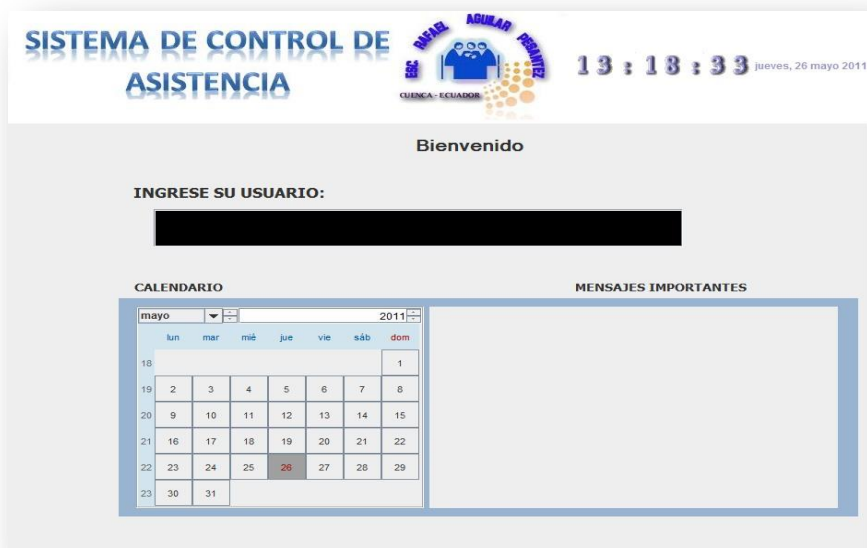 SISTEMA DE CONTROL DE
ASISTENCIA
ESC RAFAEL AGUILAR PESANTEZ
CUENCA - ECUADOR
13 : 18 : 33 jueves, 26 mayo 2011
Bienvenido
INGRESE SU USUARIO:
CALENDARIO
MENSAJES IMPORTANTES
mayo 2011
lun mar mié jue vie sáb dom
18 1
19 2 3 4 5 6 7 8
20 9 10 11 12 13 14 15
21 16 17 18 19 20 21 22
22 23 24 25 26 27 28 29
23 30 31